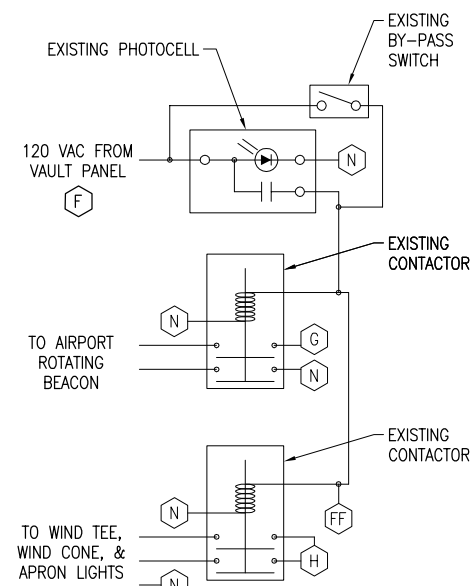 EXISTING
BY-PASS
SWITCH
EXISTING PHOTOCELL
120 VAC FROM
VAULT PANEL
F
N
EXISTING
CONTACTOR
N
TO AIRPORT
ROTATING
BEACON
G
N
EXISTING
CONTACTOR
N
FF
TO WIND TEE,
WIND CONE, &
APRON LIGHTS
H
N